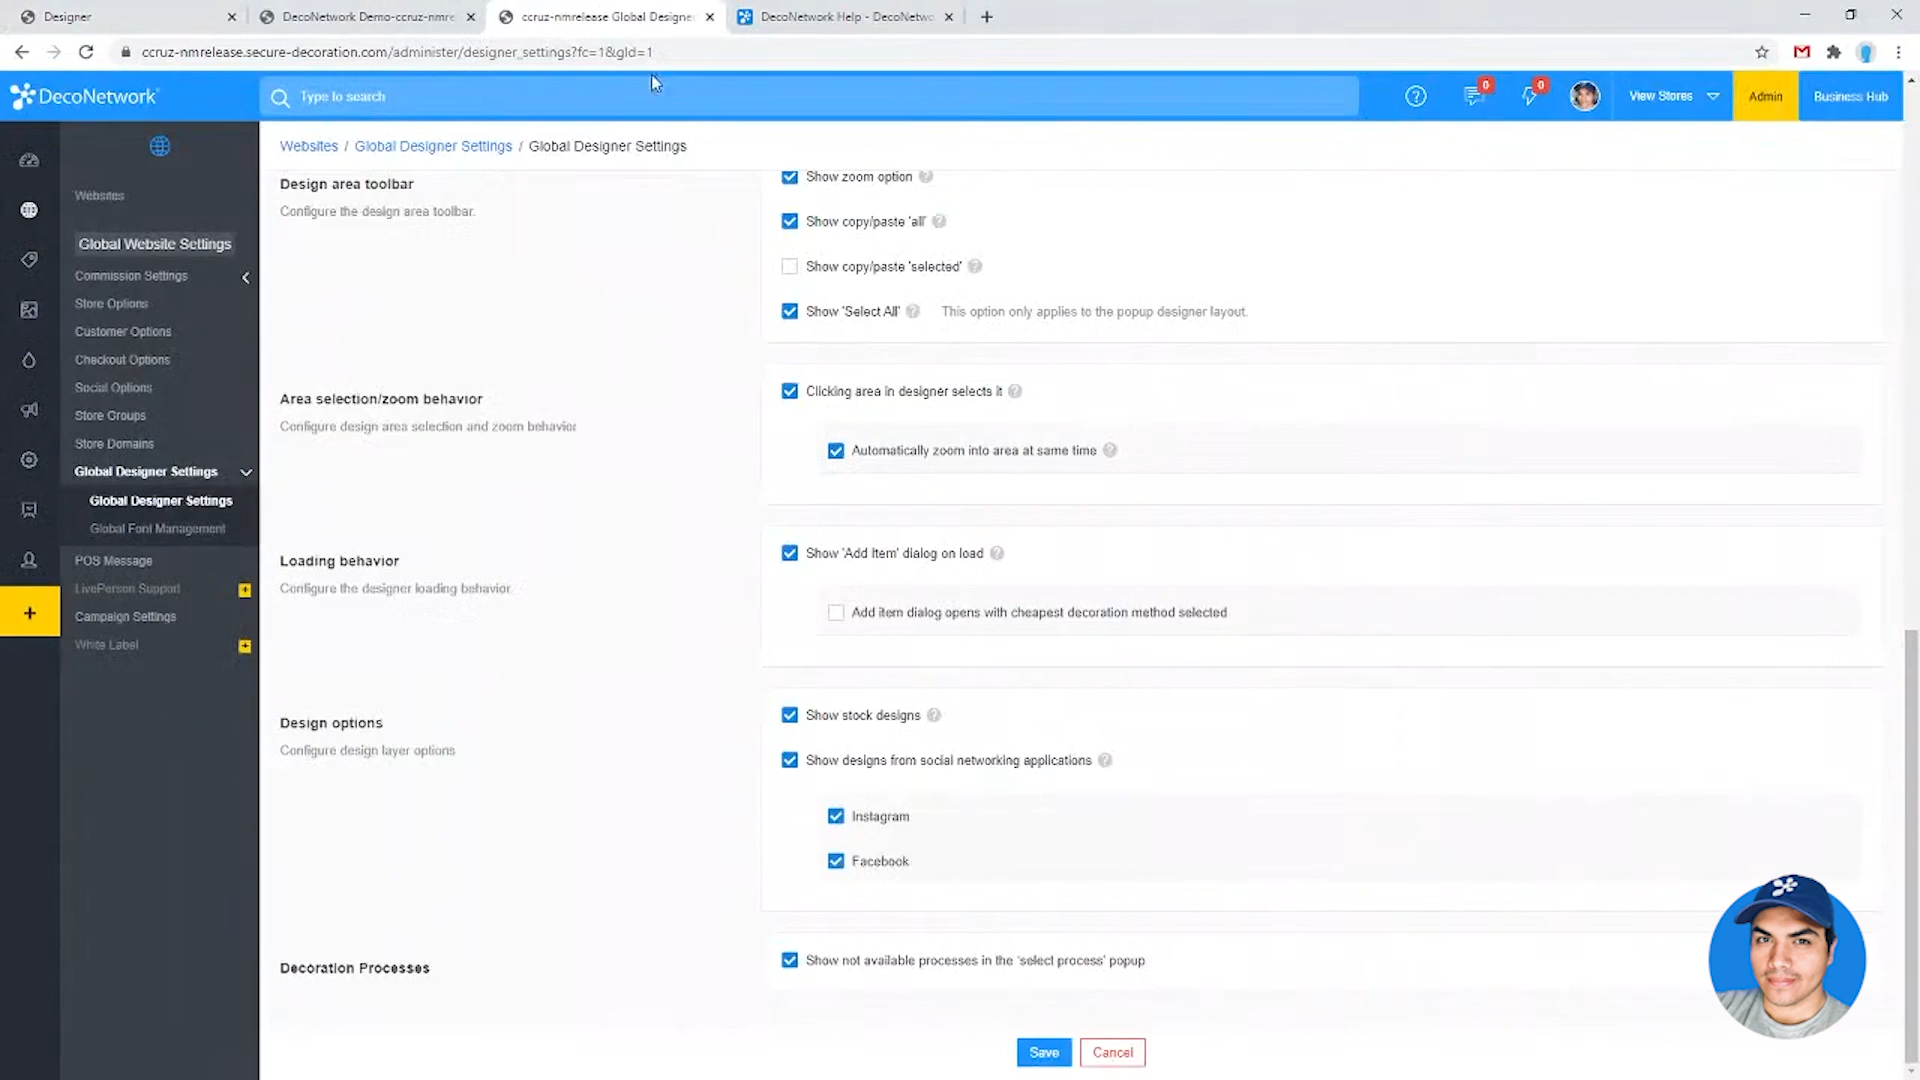 Designer
DecoNetwork Demo-ccruz-nmre
ccruz-nmrelease Global Designer
DecoNetwork Help - DecoNetwo
ccruz-nmrelease.secure-decoration.com/administer/designer_settings?fc=1&gld=1
DecoNetwork
Type to search
0
0
View Stores
Admin
Business Hub
Websites / Global Designer Settings / Global Designer Settings
Websites
Global Website Settings
Commission Settings
Store Options
Customer Options
Checkout Options
Social Options
Store Groups
Store Domains
Global Designer Settings
Global Designer Settings
Global Font Management
POS Message
LivePerson Support
Campaign Settings
White Label
Design area toolbar
Configure the design area toolbar.
Show zoom option
Show copy/paste 'all'
Show copy/paste 'selected'
Show 'Select All' This option only applies to the popup designer layout.
Area selection/zoom behavior
Configure design area selection and zoom behavior
Clicking area in designer selects it
Automatically zoom into area at same time
Loading behavior
Configure the designer loading behavior.
Show 'Add Item' dialog on load
Add item dialog opens with cheapest decoration method selected
Design options
Configure design layer options
Show stock designs
Show designs from social networking applications
Instagram
Facebook
Decoration Processes
Show not available processes in the 'select process' popup
Save
Cancel